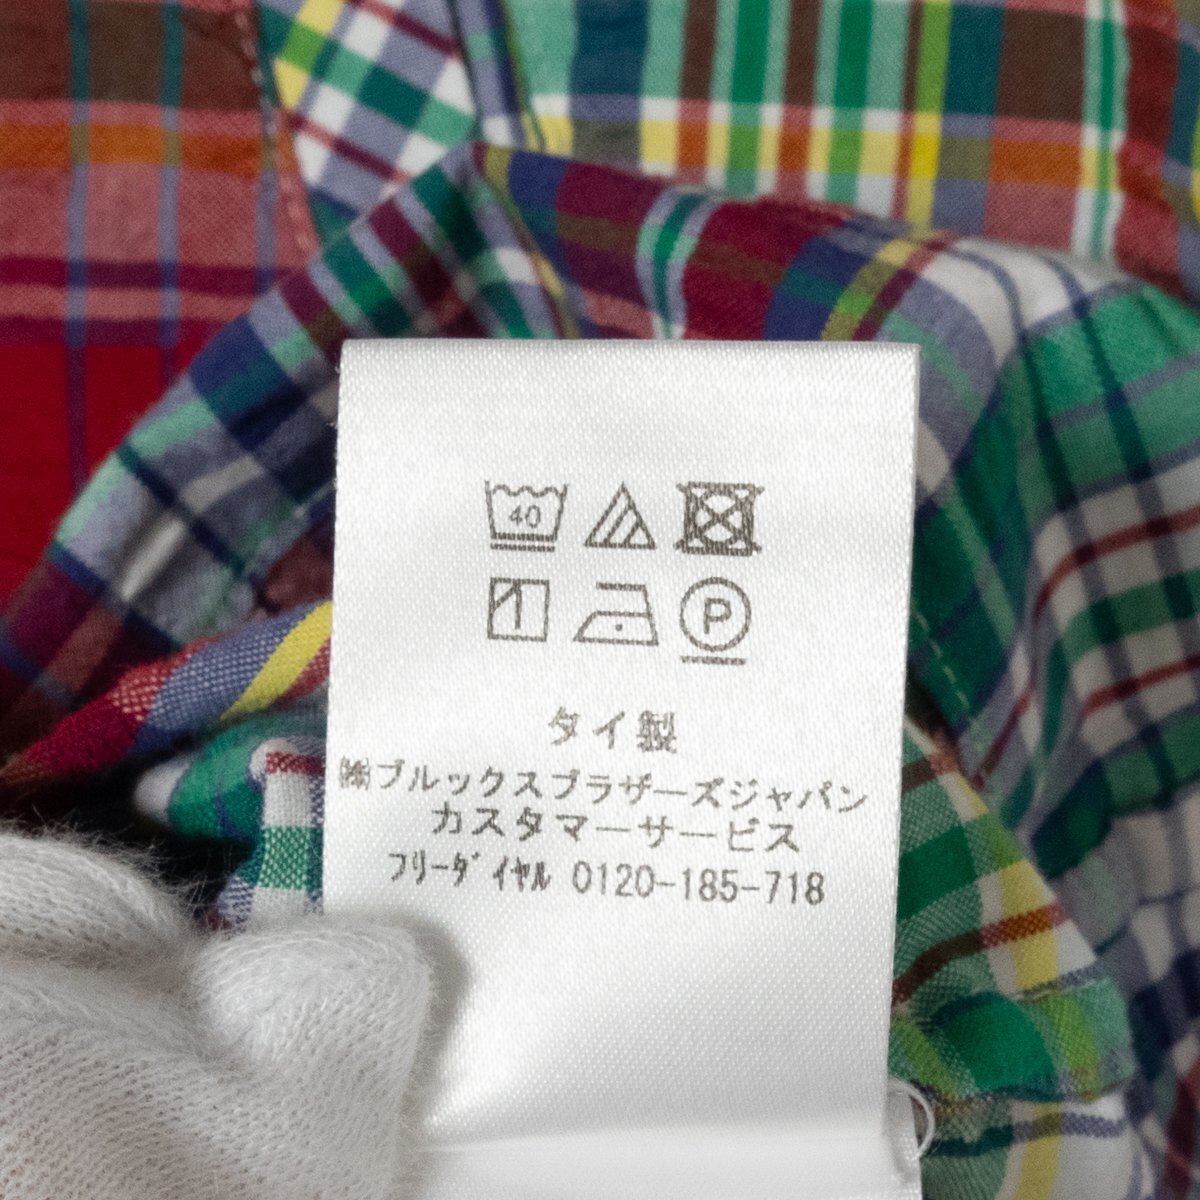 40
P
タイ製
㈱ブルックスブラザーズジャパン
カスタマーサービス
ﾌﾘｰﾀﾞｲﾔﾙ 0120-185-718